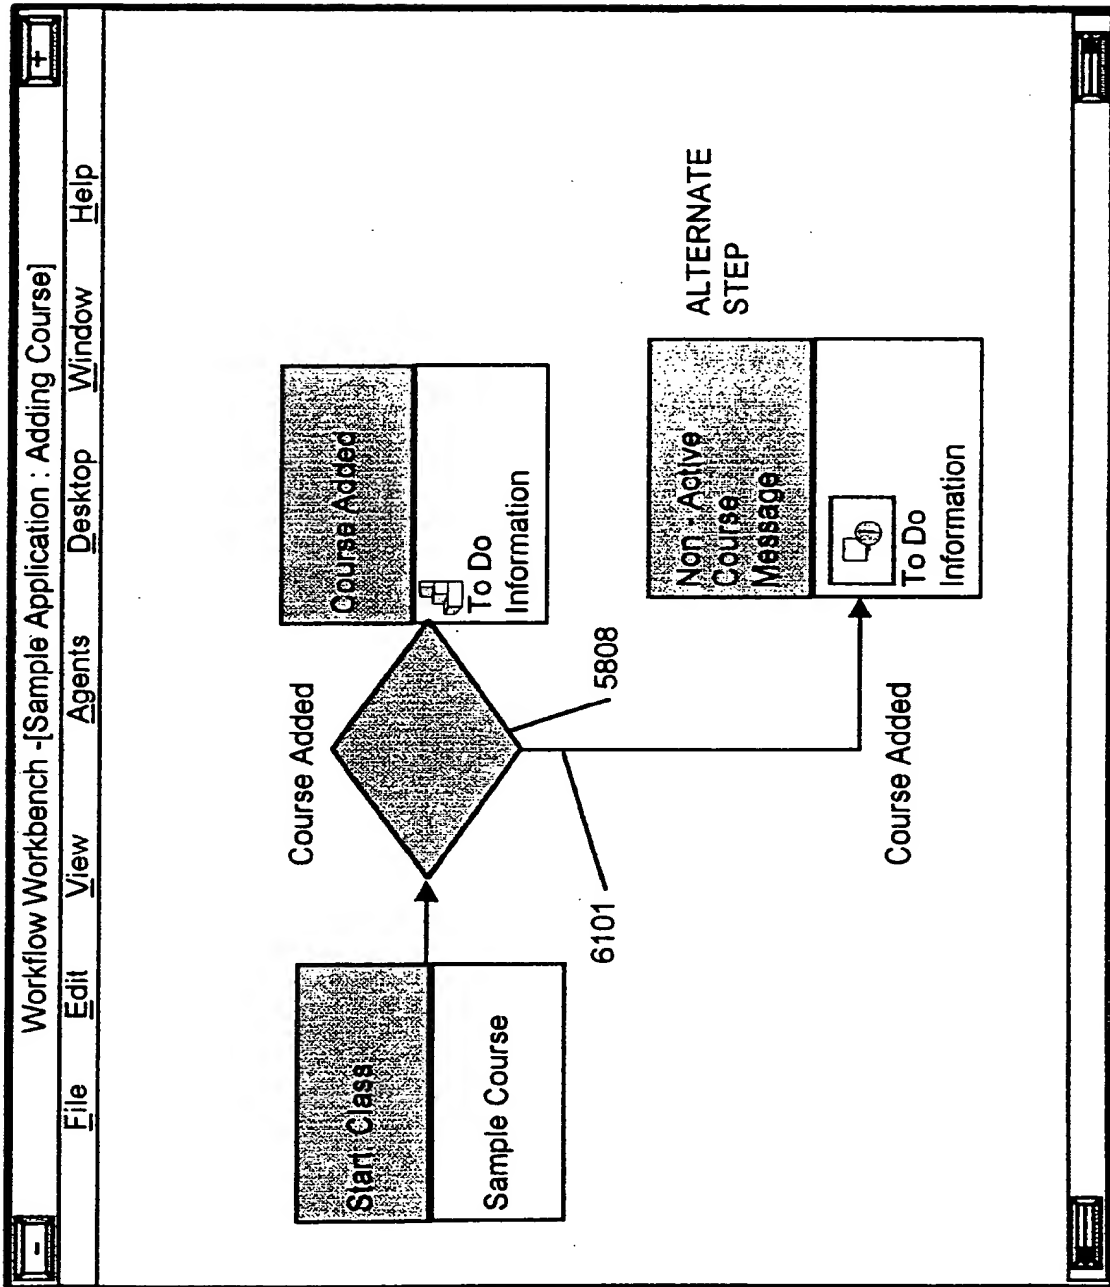 Workflow Workbench -[Sample Application : Adding Course]
- +
File Edit View Agents Desktop Window Help
Start Class
Sample Course
Course Added
Course Added
To Do
Information
5808
6101
Course Added
Non - Active
Course
Message
To Do
Information
ALTERNATE
STEP